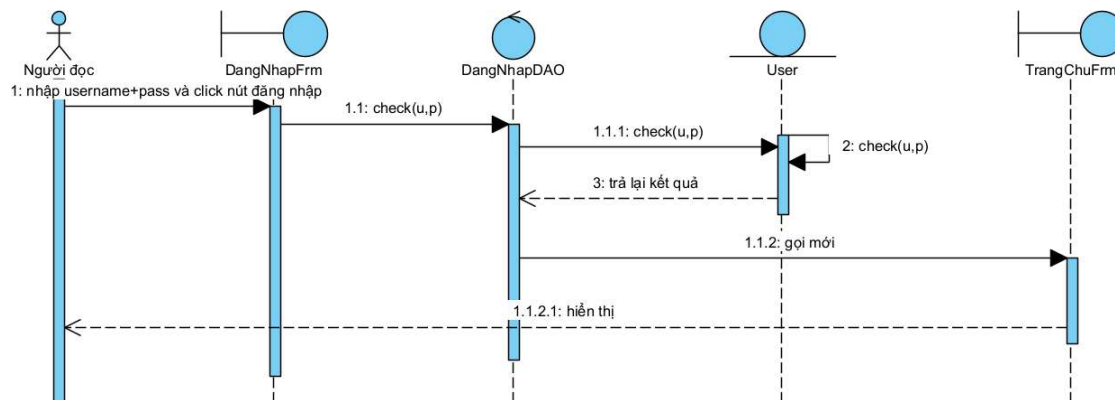 Người đọc
DangNhapFrm
DangNhapDAO
User
TrangChuFrm
1: nhập username+pass và click nút đăng nhập
1.1: check(u,p)
1.1.1: check(u,p)
2: check(u,p)
3: trả lại kết quả
1.1.2: gọi mới
1.1.2.1: hiển thị